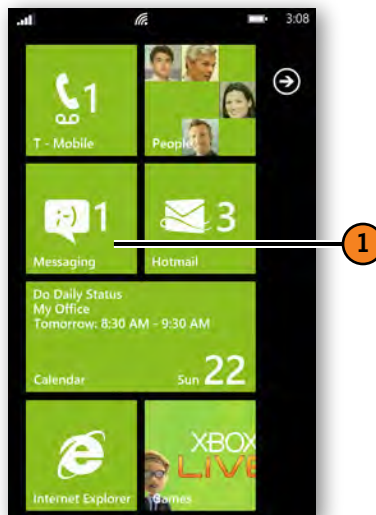 3:08
1
T - Mobile
People
1
Messaging
3
Hotmail
1
Do Daily Status
My Office
Tomorrow: 8:30 AM - 9:30 AM
Calendar
Sun 22
Internet Explorer
XBOX
LIVE
Games